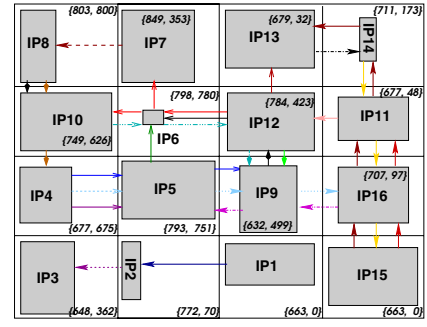 {803, 800}
{849, 353}
{679, 32}
{711, 173}
IP8
IP7
IP13
IP14
{798, 780}
{784, 423}
{677, 48}
IP10
IP6
IP12
IP11
{749, 626}
{707, 97}
IP4
IP5
IP9
IP16
{677, 675}
{793, 751}
{632, 499}
IP3
IP2
IP1
IP15
{648, 362}
{772, 70}
{663, 0}
{663, 0}